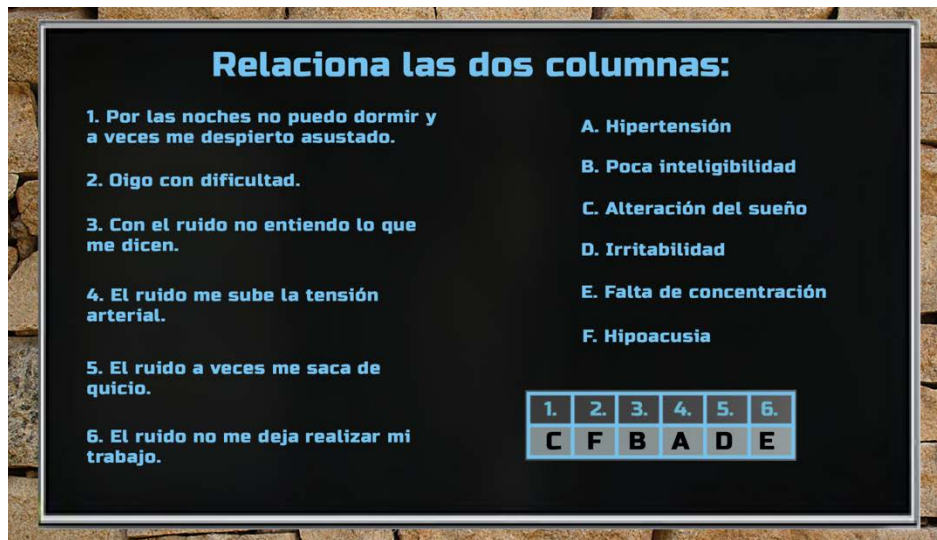 Relaciona las dos columnas:
1. Por las noches no puedo dormir y
a veces me despierto asustado.
2. Oigo con dificultad.
3. Con el ruido no entiendo lo que
me dicen.
4. El ruido me sube la tensión
arterial.
5. El ruido a veces me saca de
quicio.
6. El ruido no me deja realizar mi
trabajo.
A. Hipertensión
B. Poca inteligibilidad
C. Alteración del sueño
D. Irritabilidad
E. Falta de concentración
F. Hipoacusia
1. 2. 3. 4. 5. 6.
C F B A D E